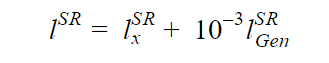 l^{SR} = l_x^{SR} + 10^{-3} l_{Gen}^{SR}